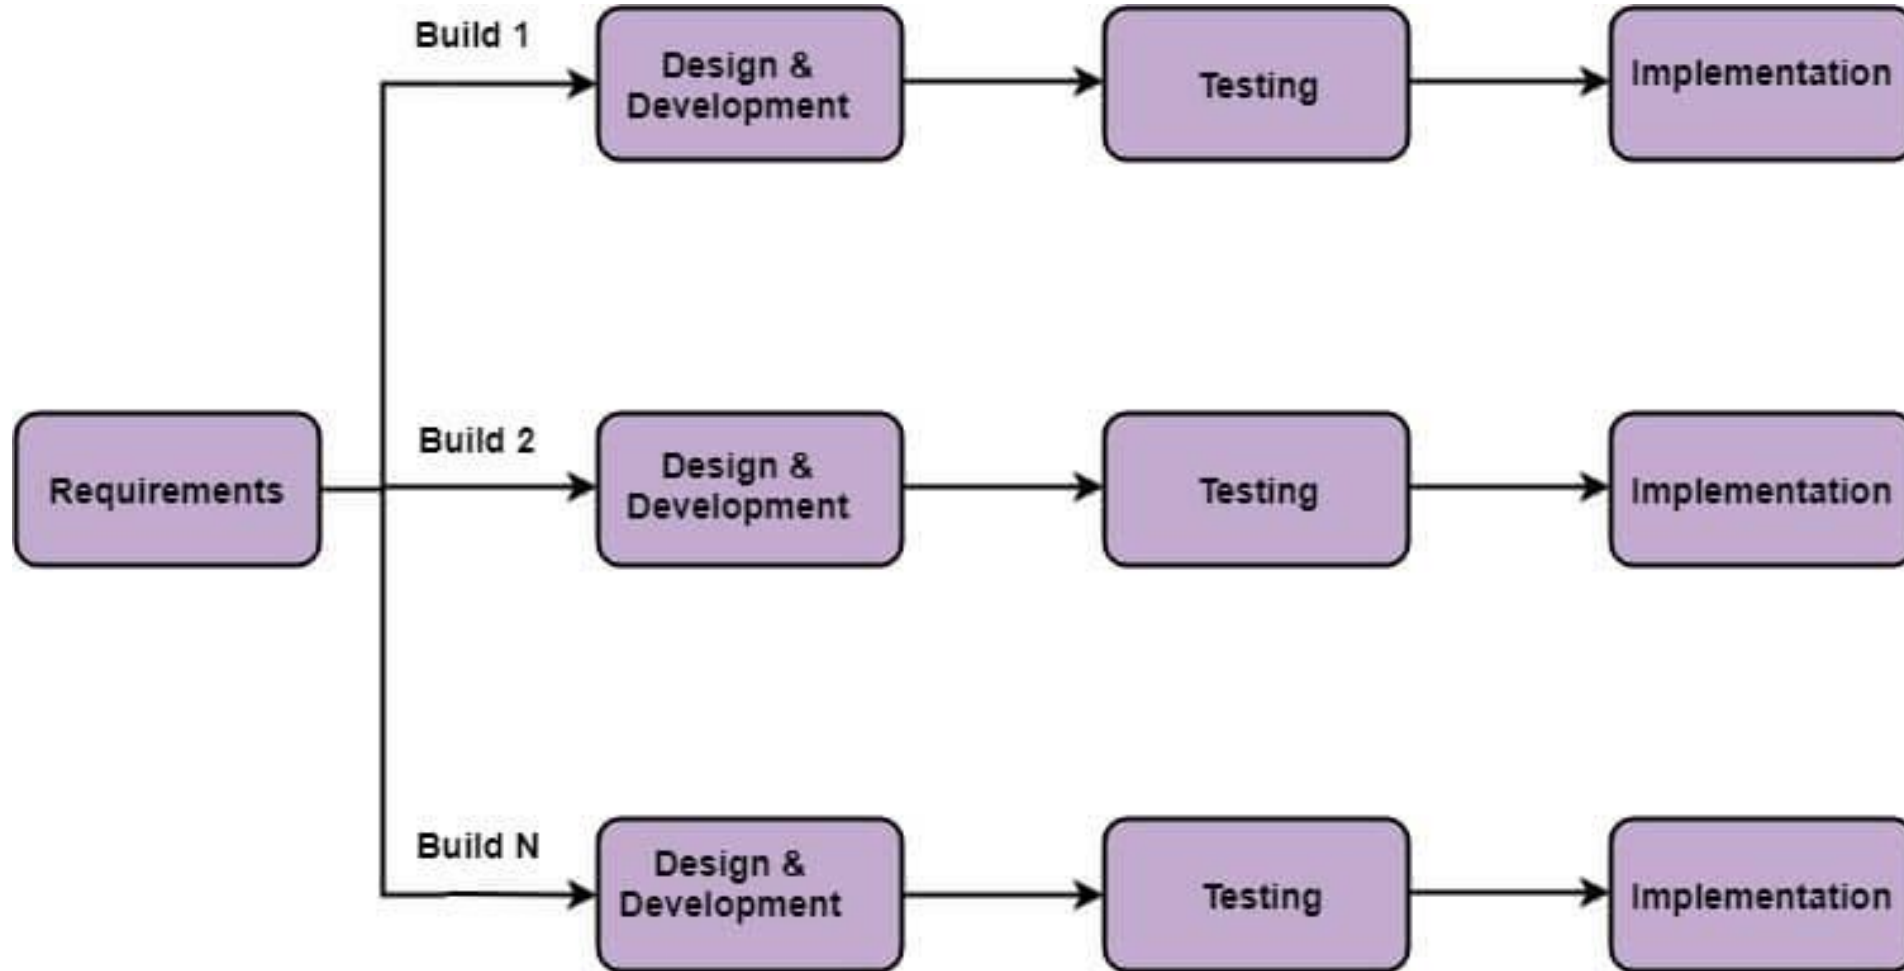 Build 1
Design &
Development
Testing
Implementation
Requirements
Build 2
Design &
Development
Testing
Implementation
Build N
Design &
Development
Testing
Implementation